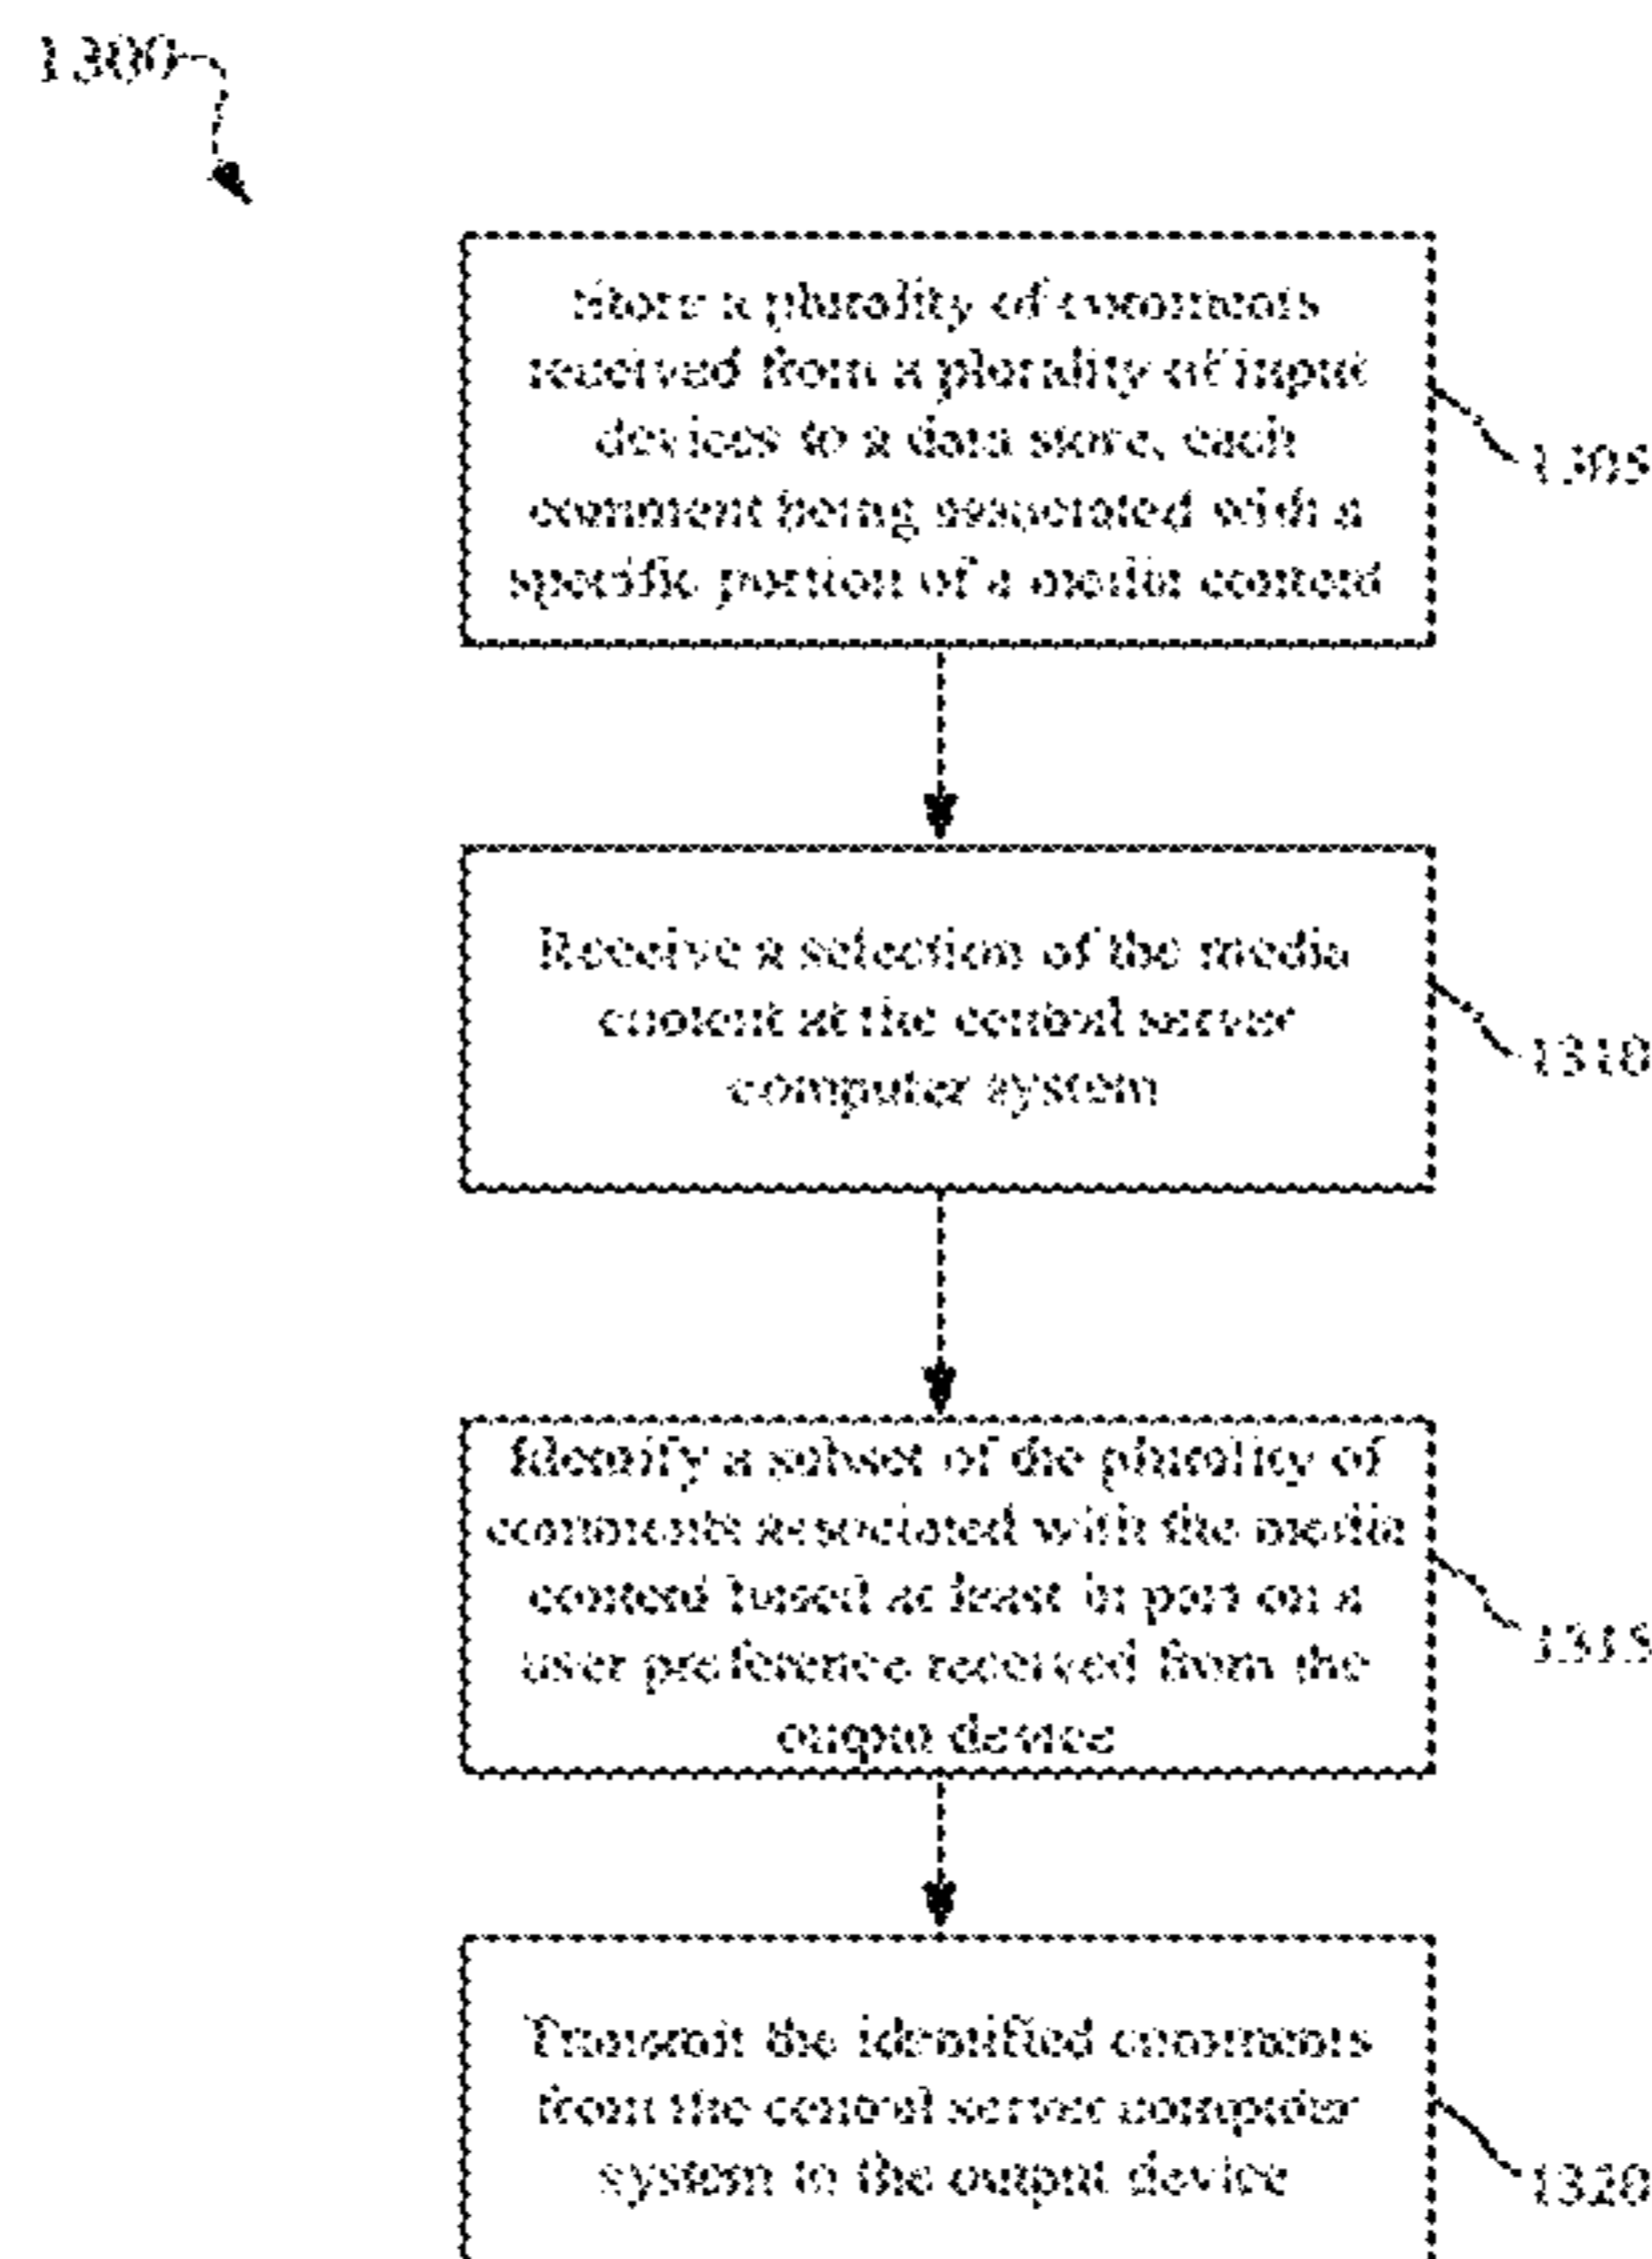 1300
Store a plurality of comments
received from a plurality of input
devices to a data store, each
comment being associated with a
specific portion of a media content
1305
Receive a selection of the media
content at the central server
computer system
1310
Identify a subset of the plurality of
comments associated with the media
content based at least in part on a
user preference received from the
output device
1315
Transmit the identified comments
from the central server computer
system to the output device
1320